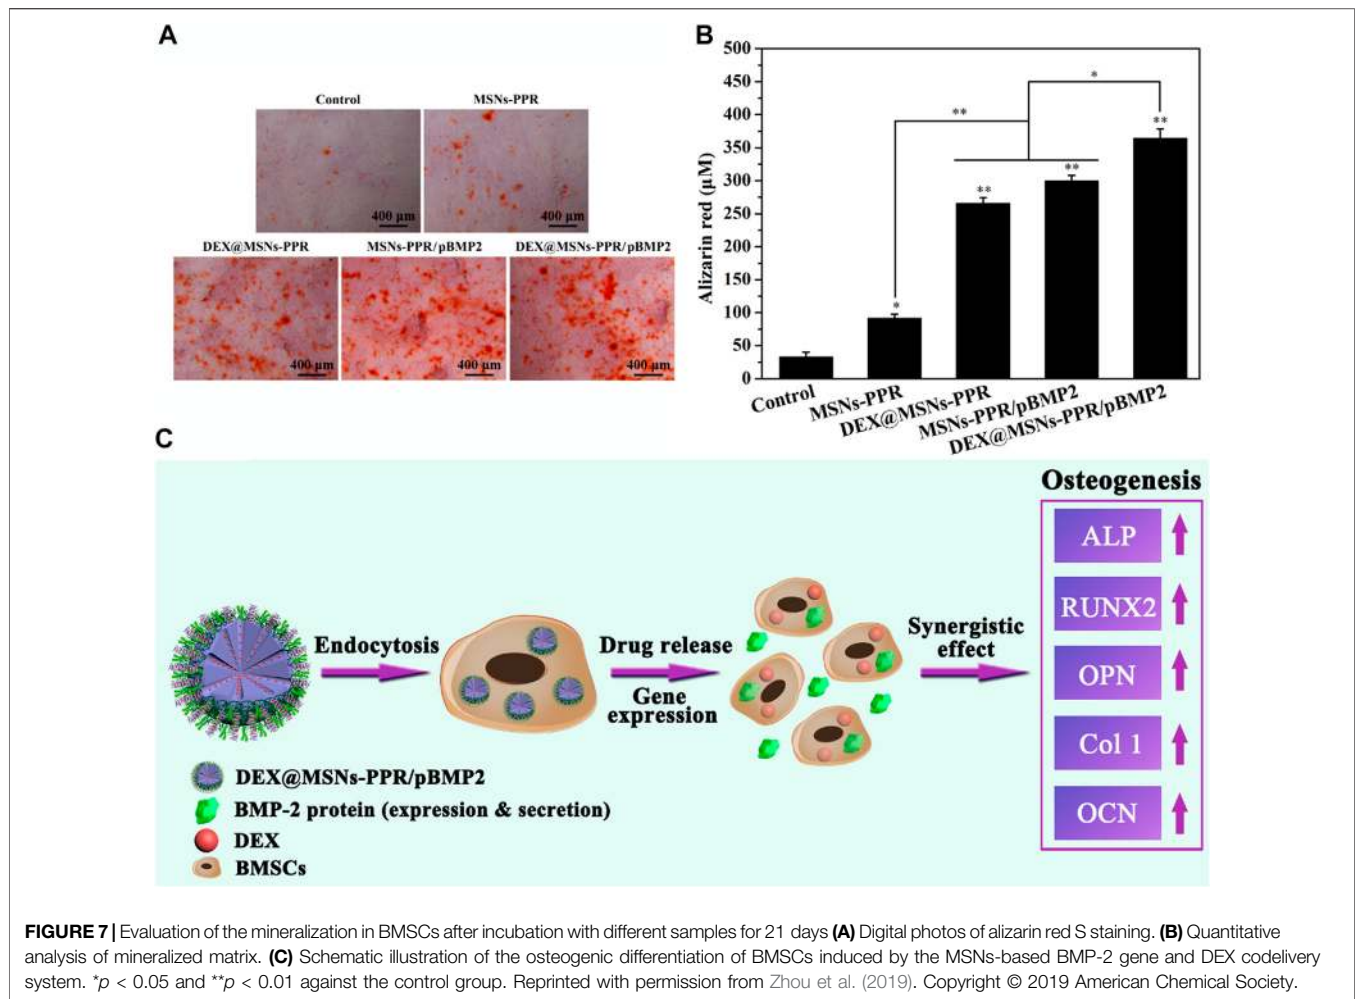 A
Control
MSNs-PPR
400 μm
400 μm
DEX@MSNs-PPR
MSNs-PPR/pBMP2
DEX@MSNs-PPR/pBMP2
400 μm
400 μm
400 μm
B
Alizarin red (μM)
500
450
400
350
300
250
200
150
100
50
0
*
**
**
**
**
*
Control
MSNs-PPR
DEX@MSNs-PPR
MSNs-PPR/pBMP2
DEX@MSNs-PPR/pBMP2
C
Endocytosis
Drug release
Gene
expression
Synergistic
effect
Osteogenesis
ALP
RUNX2
OPN
Col 1
OCN
DEX@MSNs-PPR/pBMP2
BMP-2 protein (expression & secretion)
DEX
BMSCs
FIGURE 7 | Evaluation of the mineralization in BMSCs after incubation with different samples for 21 days (A) Digital photos of alizarin red S staining. (B) Quantitative
analysis of mineralized matrix. (C) Schematic illustration of the osteogenic differentiation of BMSCs induced by the MSNs-based BMP-2 gene and DEX codelivery
system. *p < 0.05 and **p < 0.01 against the control group. Reprinted with permission from Zhou et al. (2019). Copyright © 2019 American Chemical Society.